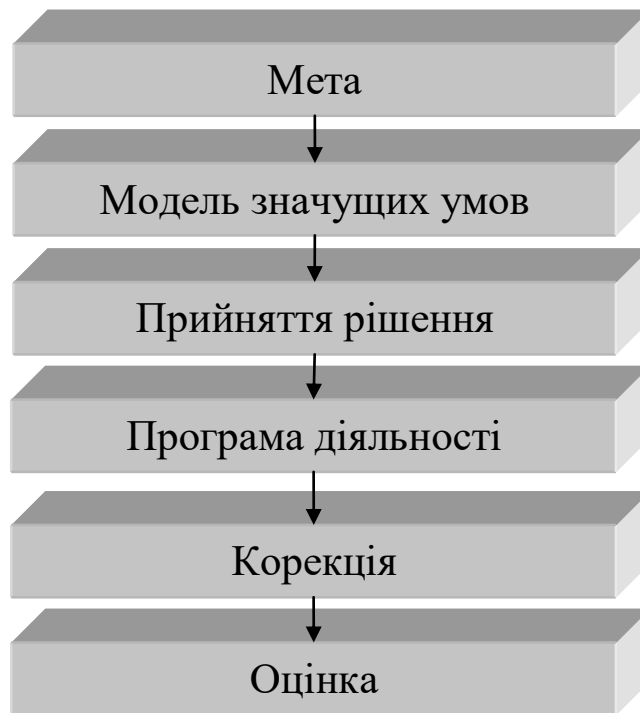 Мета
Модель значущих умов
Прийняття рішення
Програма діяльності
Корекція
Оцінка